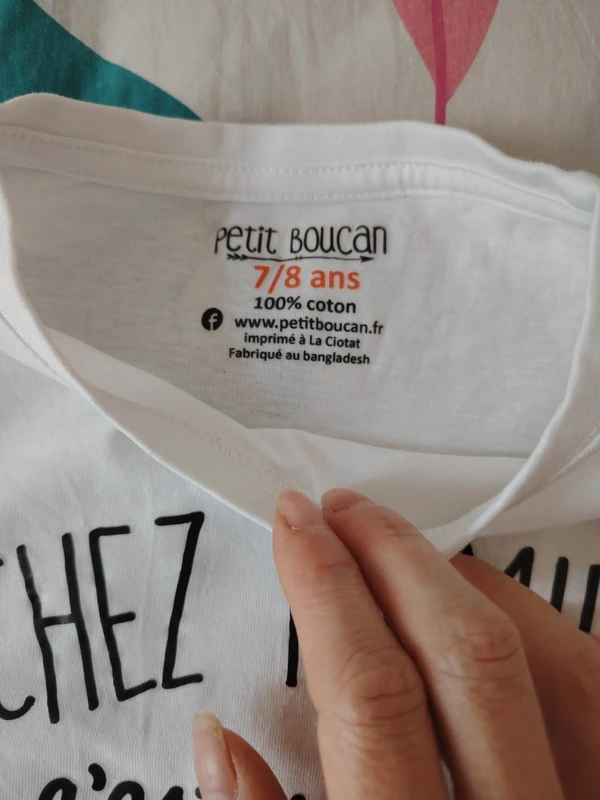 Petit Boucan
7/8 ans
100% coton
www.petitboucan.fr
imprimé à La Ciotat
Fabriqué au bangladesh
CHEZ